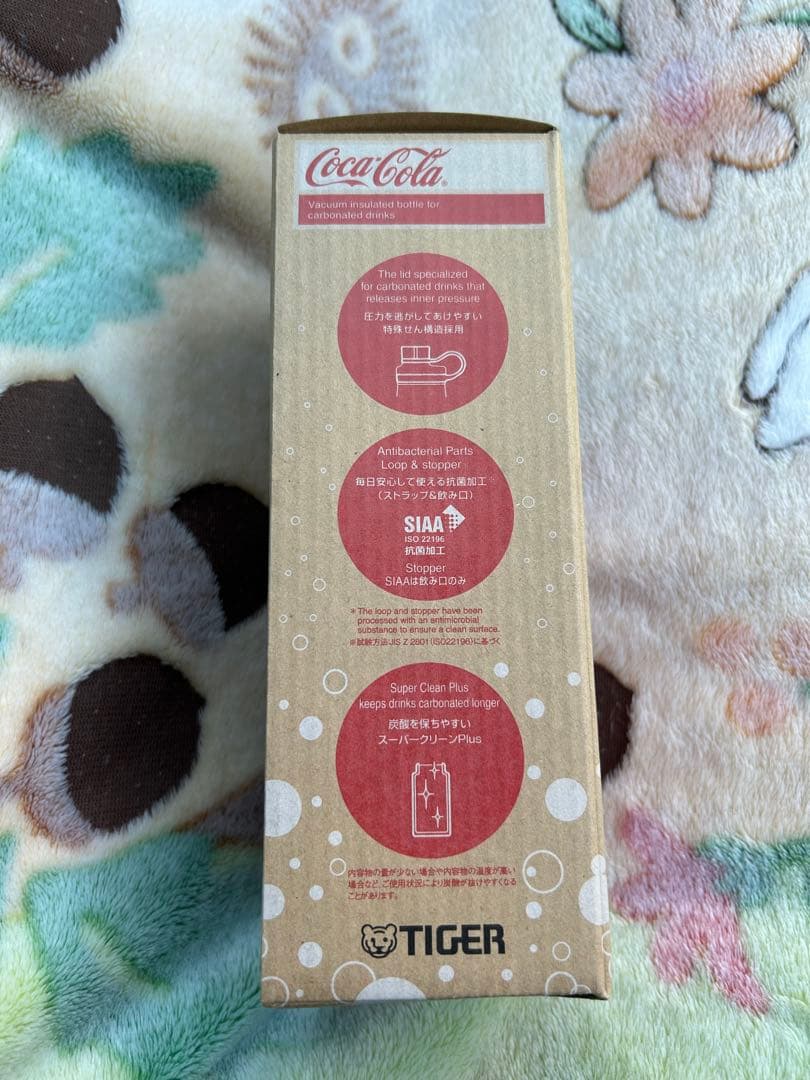 Coca-Cola®
Vacuum insulated bottle for
carbonated drinks
The lid specialized
for carbonated drinks that
releases inner pressure
圧力を逃がしてあけやすい
特殊せん構造採用
Antibacterial Parts
Loop & stopper
毎日安心して使える抗菌加工※
(ストラップ&飲み口)
SIAA
ISO 22196
抗菌加工
Stopper
SIAAは飲み口のみ
* The loop and stopper have been
processed with an antimicrobial
substance to ensure a clean surface.
※試験方法JIS Z 2801(ISO22196)に基づく
Super Clean Plus
keeps drinks carbonated longer
炭酸を保ちやすい
スーパークリーンPlus
内容物の量が少ない場合や内容物の温度が高い
場合など、ご使用状況により炭酸が抜けやすくなる
ことがあります。
TIGER